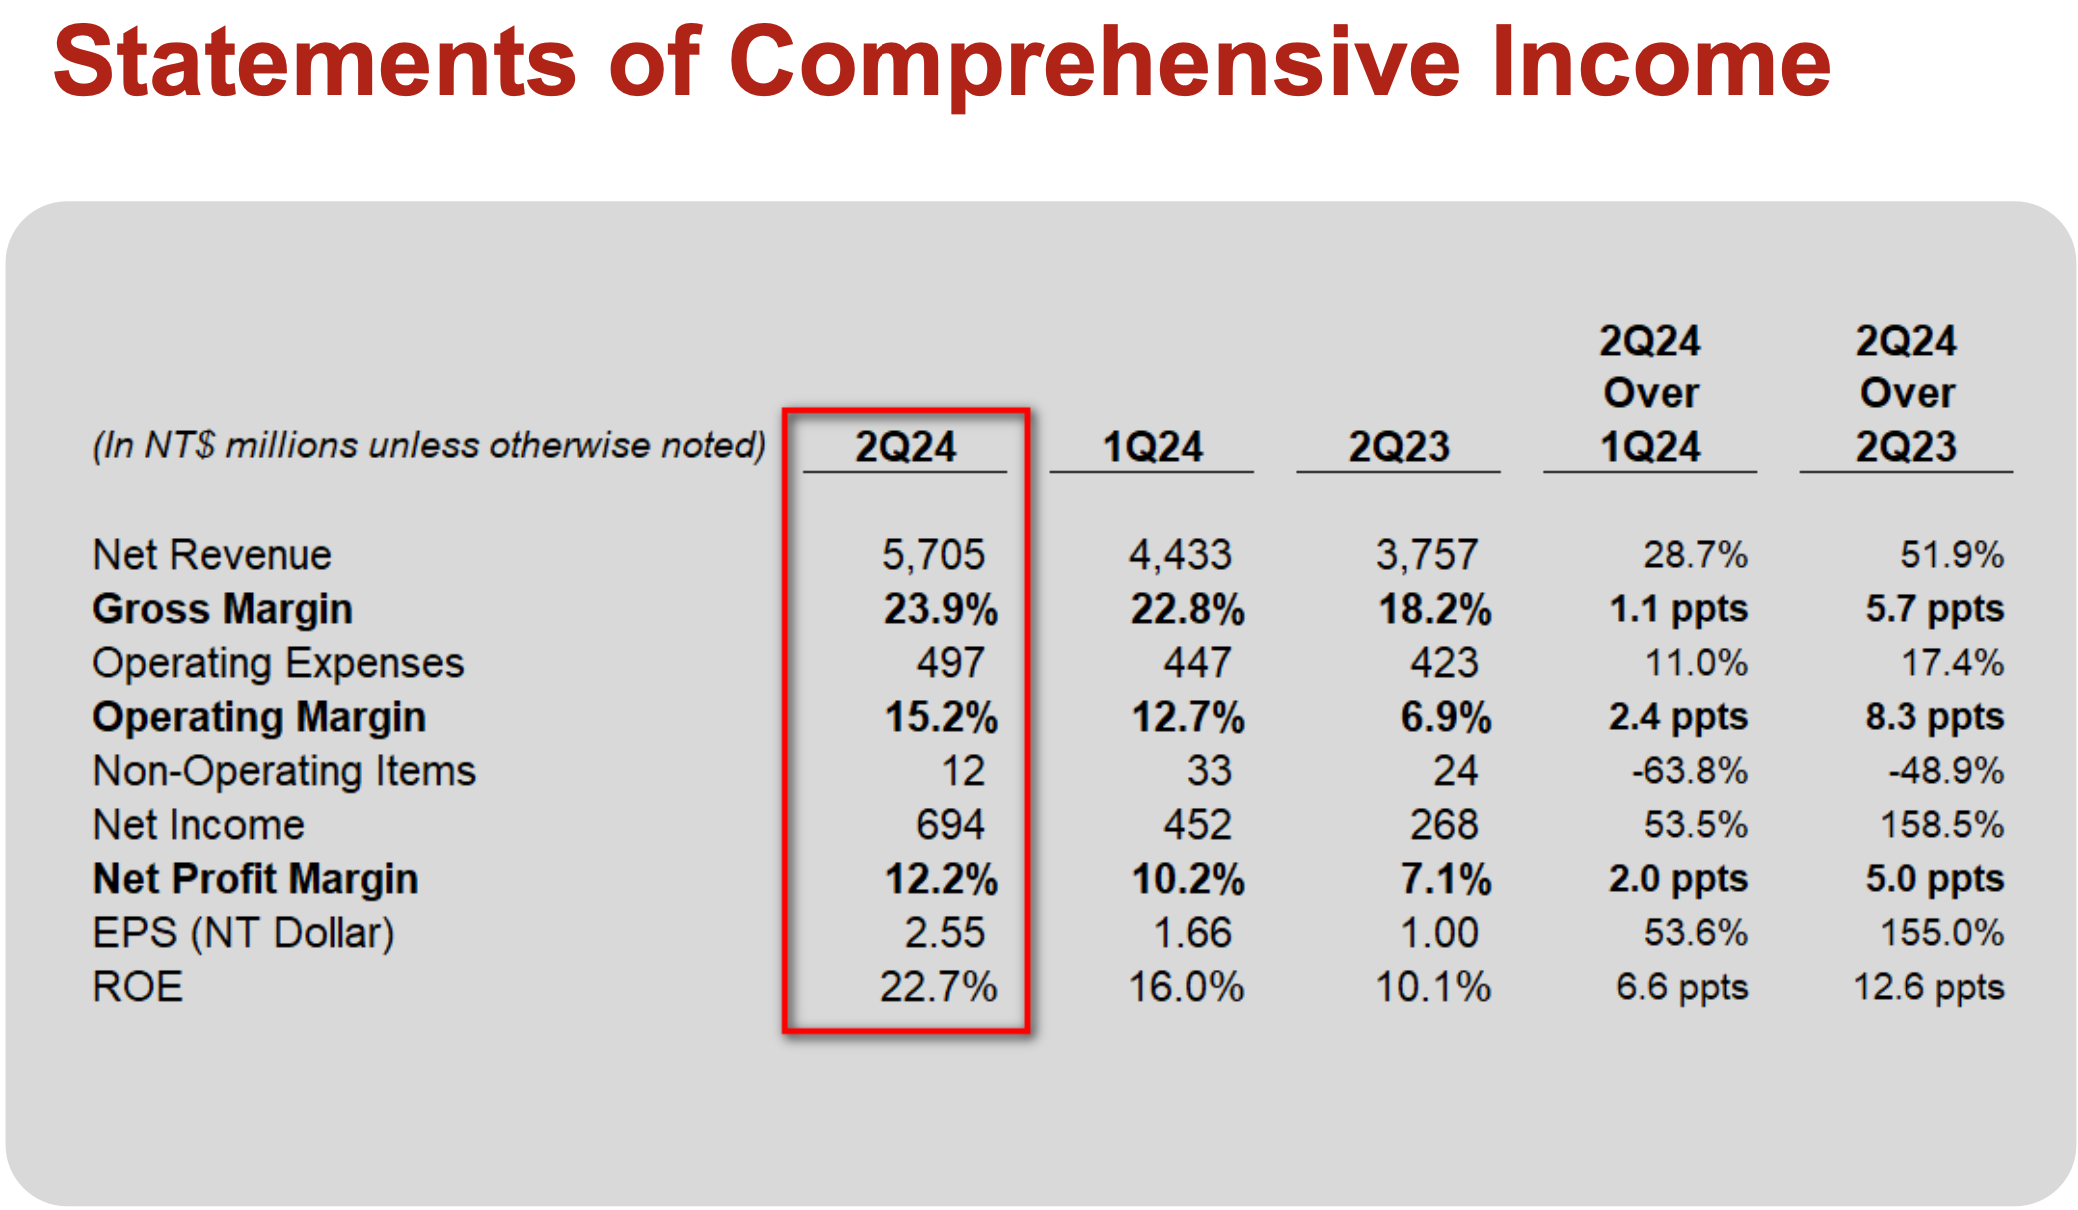 Statements of Comprehensive Income
2Q24 2Q24
Over Over
(In NT$ millions unless otherwise noted) 2Q24 1Q24 2Q23 1Q24 2Q23
Net Revenue 5,705 4,433 3,757 28.7% 51.9%
Gross Margin 23.9% 22.8% 18.2% 1.1 ppts 5.7 ppts
Operating Expenses 497 447 423 11.0% 17.4%
Operating Margin 15.2% 12.7% 6.9% 2.4 ppts 8.3 ppts
Non-Operating Items 12 33 24 -63.8% -48.9%
Net Income 694 452 268 53.5% 158.5%
Net Profit Margin 12.2% 10.2% 7.1% 2.0 ppts 5.0 ppts
EPS (NT Dollar) 2.55 1.66 1.00 53.6% 155.0%
ROE 22.7% 16.0% 10.1% 6.6 ppts 12.6 ppts